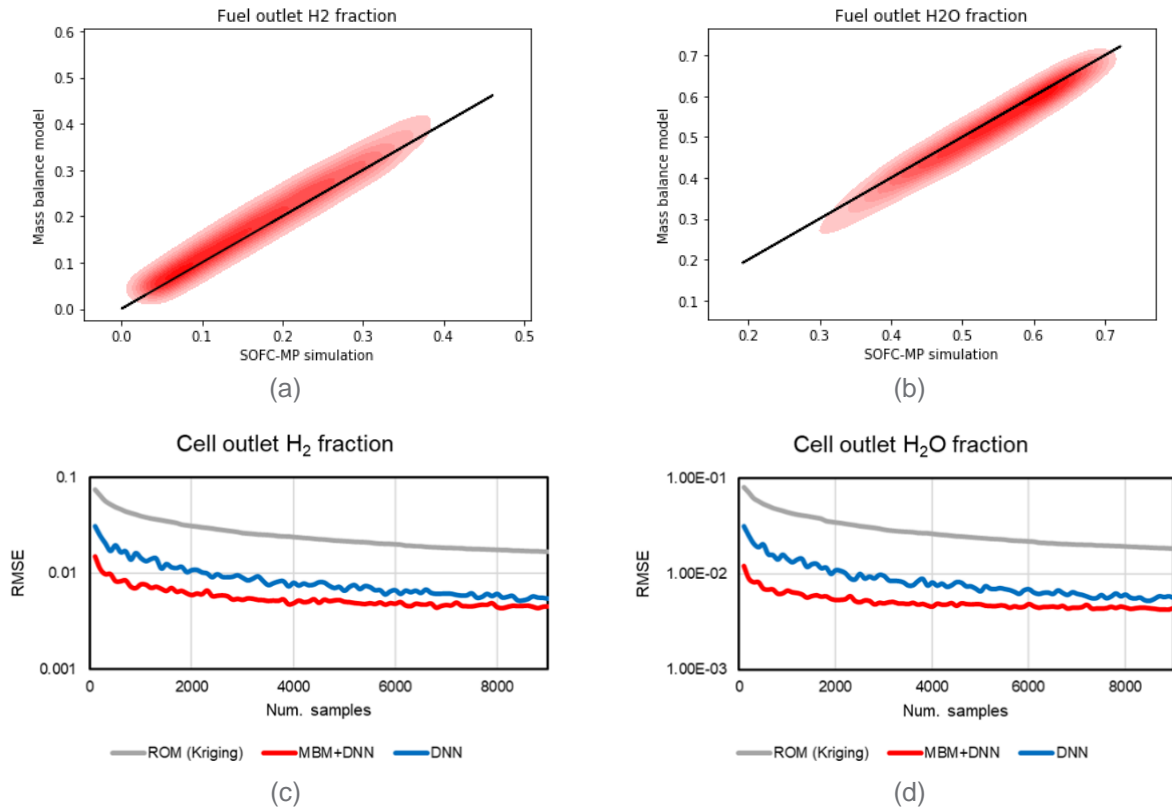 Fuel outlet H2 fraction
0.6
0.5
0.4
0.3
0.2
0.1
0.0
Mass balance model
0.0 0.1 0.2 0.3 0.4 0.5
SOFC-MP simulation
(a)
Fuel outlet H2O fraction
0.7
0.6
0.5
0.4
0.3
0.2
0.1
Mass balance model
0.2 0.3 0.4 0.5 0.6 0.7
SOFC-MP simulation
(b)
Cell outlet H₂ fraction
0.1
0.01
0.001
RMSE
0 2000 4000 6000 8000
Num. samples
ROM (Kriging) MBM+DNN DNN
(c)
Cell outlet H₂O fraction
1.00E-01
1.00E-02
1.00E-03
RMSE
0 2000 4000 6000 8000
Num. samples
ROM (Kriging) MBM+DNN DNN
(d)